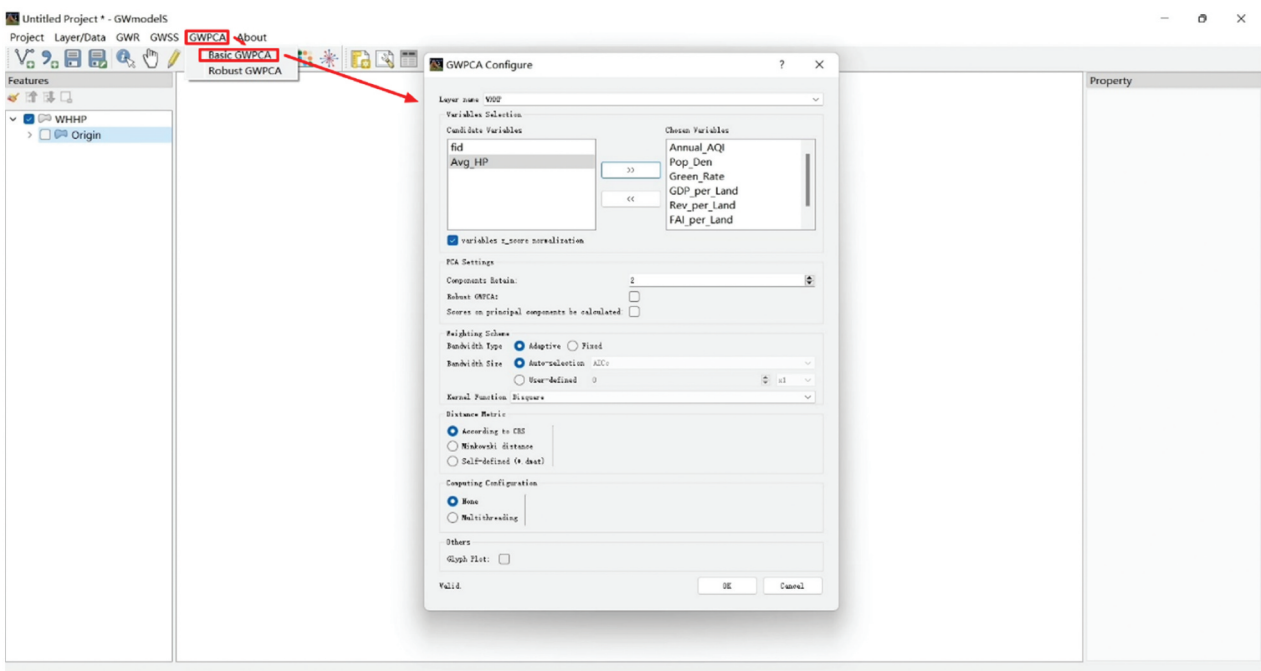 Untitled Project * - GWmodelS
Project Layer/Data GWR GWSS GWPCA About
Basic GWPCA
Robust GWPCA
Features
WHHP
Origin
Property
GWPCA Configure ?
Layer name WHHP
Variables Selection
Candidate Variables
fid
Avg_HP
>>
<<
Chosen Variables
Annual_AQI
Pop_Den
Green_Rate
GDP_per_Land
Rev_per_Land
FAI_per_Land
variables z_score normalization
PCA Settings
Components Retain: 2
Robust GWPCA:
Scores on principal components be calculated:
Weighting Scheme
Bandwidth Type Adaptive Fixed
Bandwidth Size Auto-selection AICc
User-defined 0 x1
Kernel Function Bisquare
Distance Metric
According to CRS
Minkowski distance
Self-defined (*.dmat)
Computing Configuration
None
Multithreading
Others
Glyph Plot:
Valid.
OK Cancel